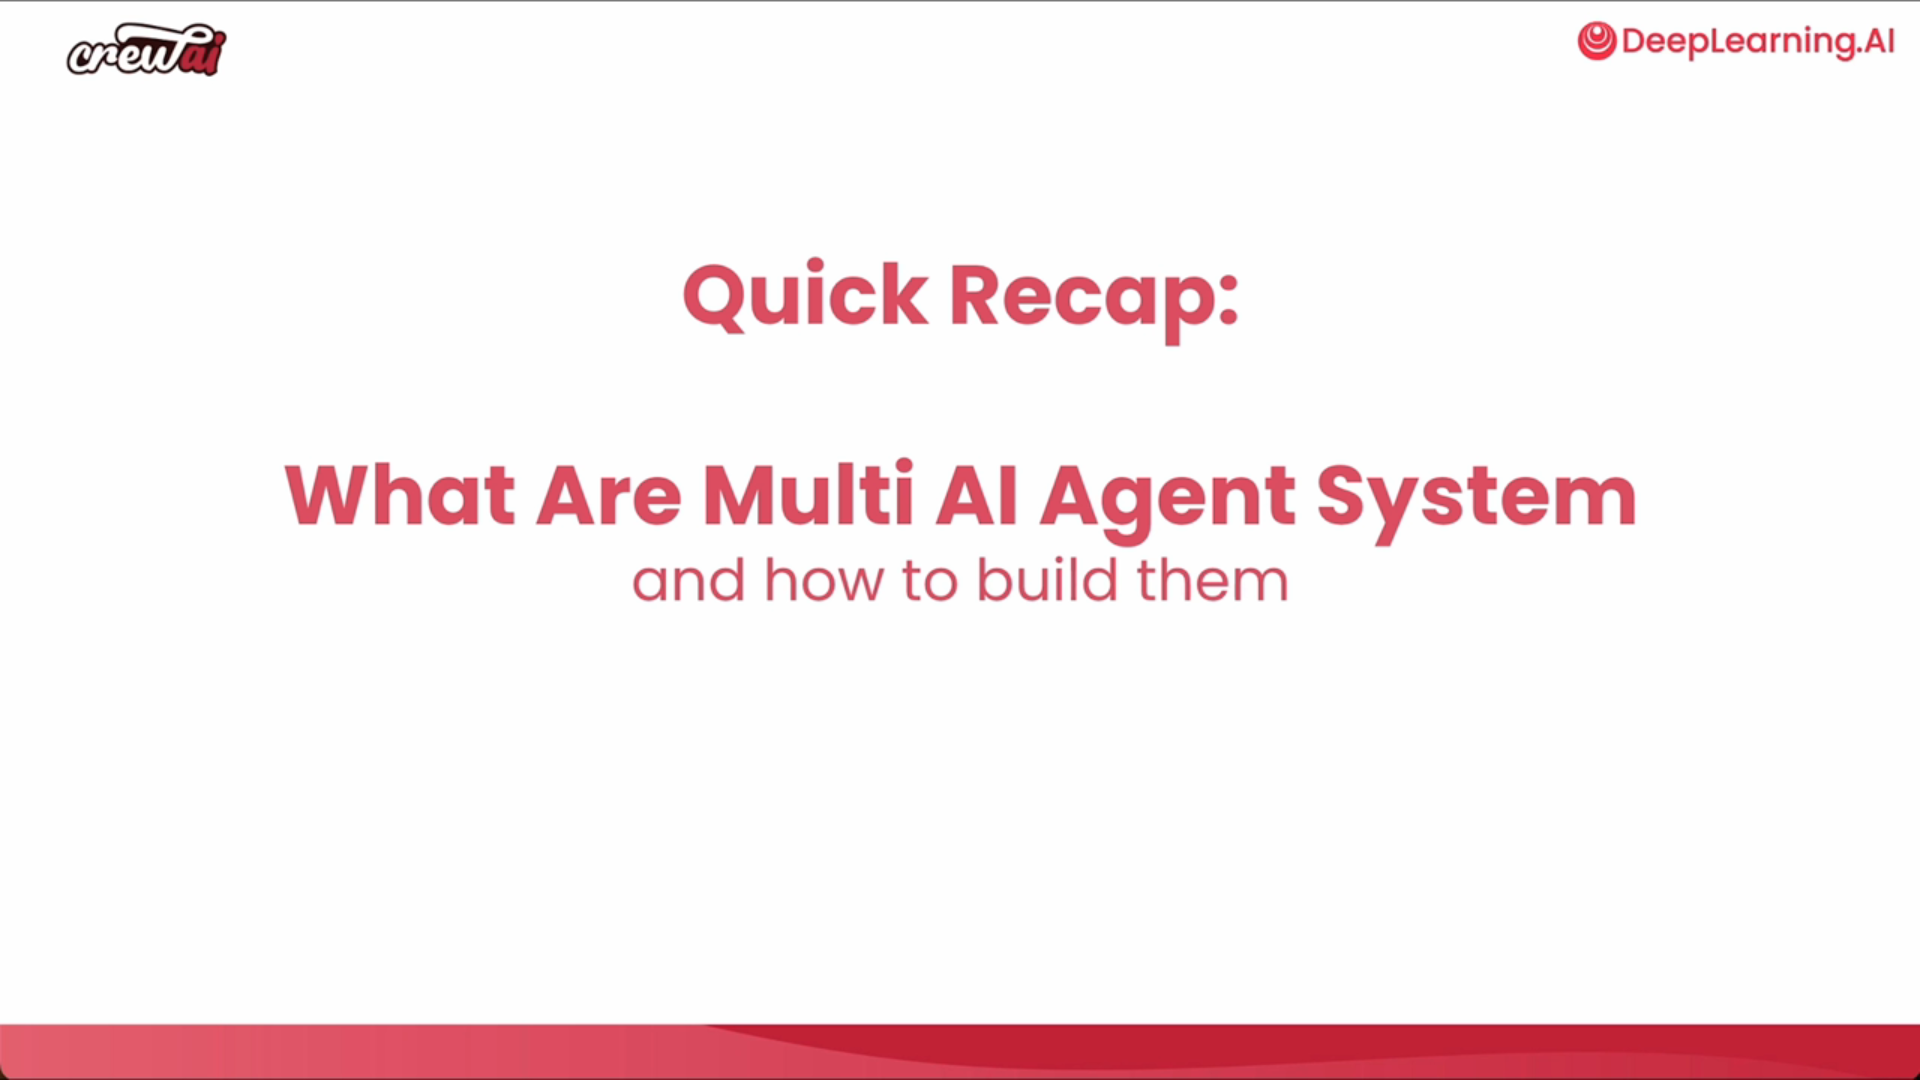 crewai
DeepLearning.AI
Quick Recap:
What Are Multi AI Agent System
and how to build them